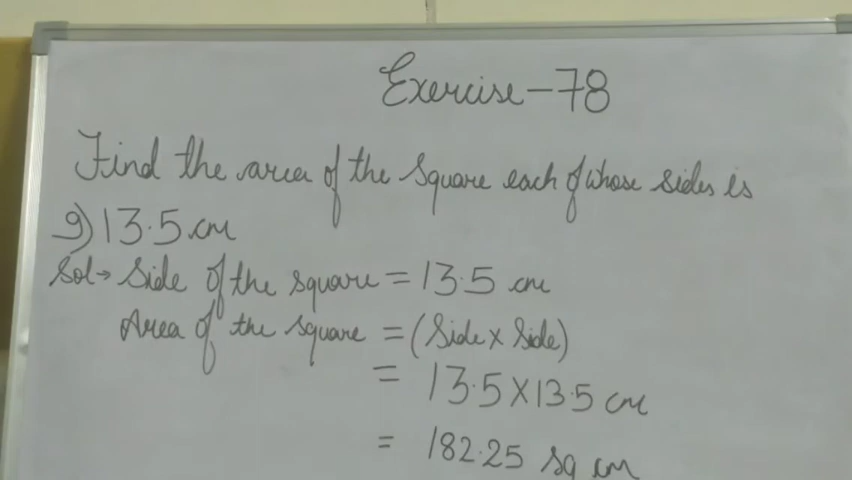 Exercise-78
Find the area of the square each of whose sides is
9) 13.5 cm
Sol→ Side of the square = 13.5 cm
Area of the square = (Side x Side)
= 13.5 X 13.5 cm
= 182.25 sq cm